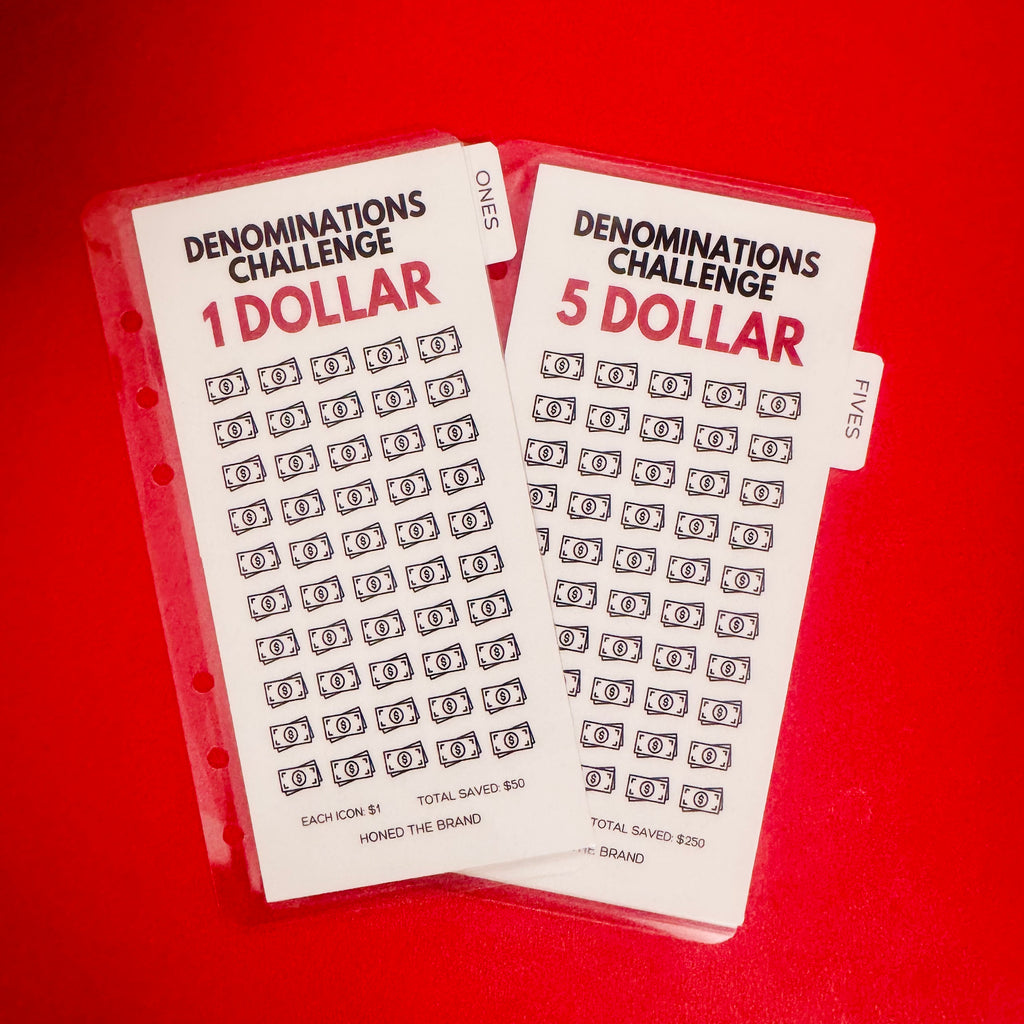 ONES
DENOMINATIONS
CHALLENGE
1 DOLLAR
EACH ICON: $1 TOTAL SAVED: $50
HONED THE BRAND
DENOMINATIONS
CHALLENGE
5 DOLLAR
FIVES
TOTAL SAVED: $250
BRAND